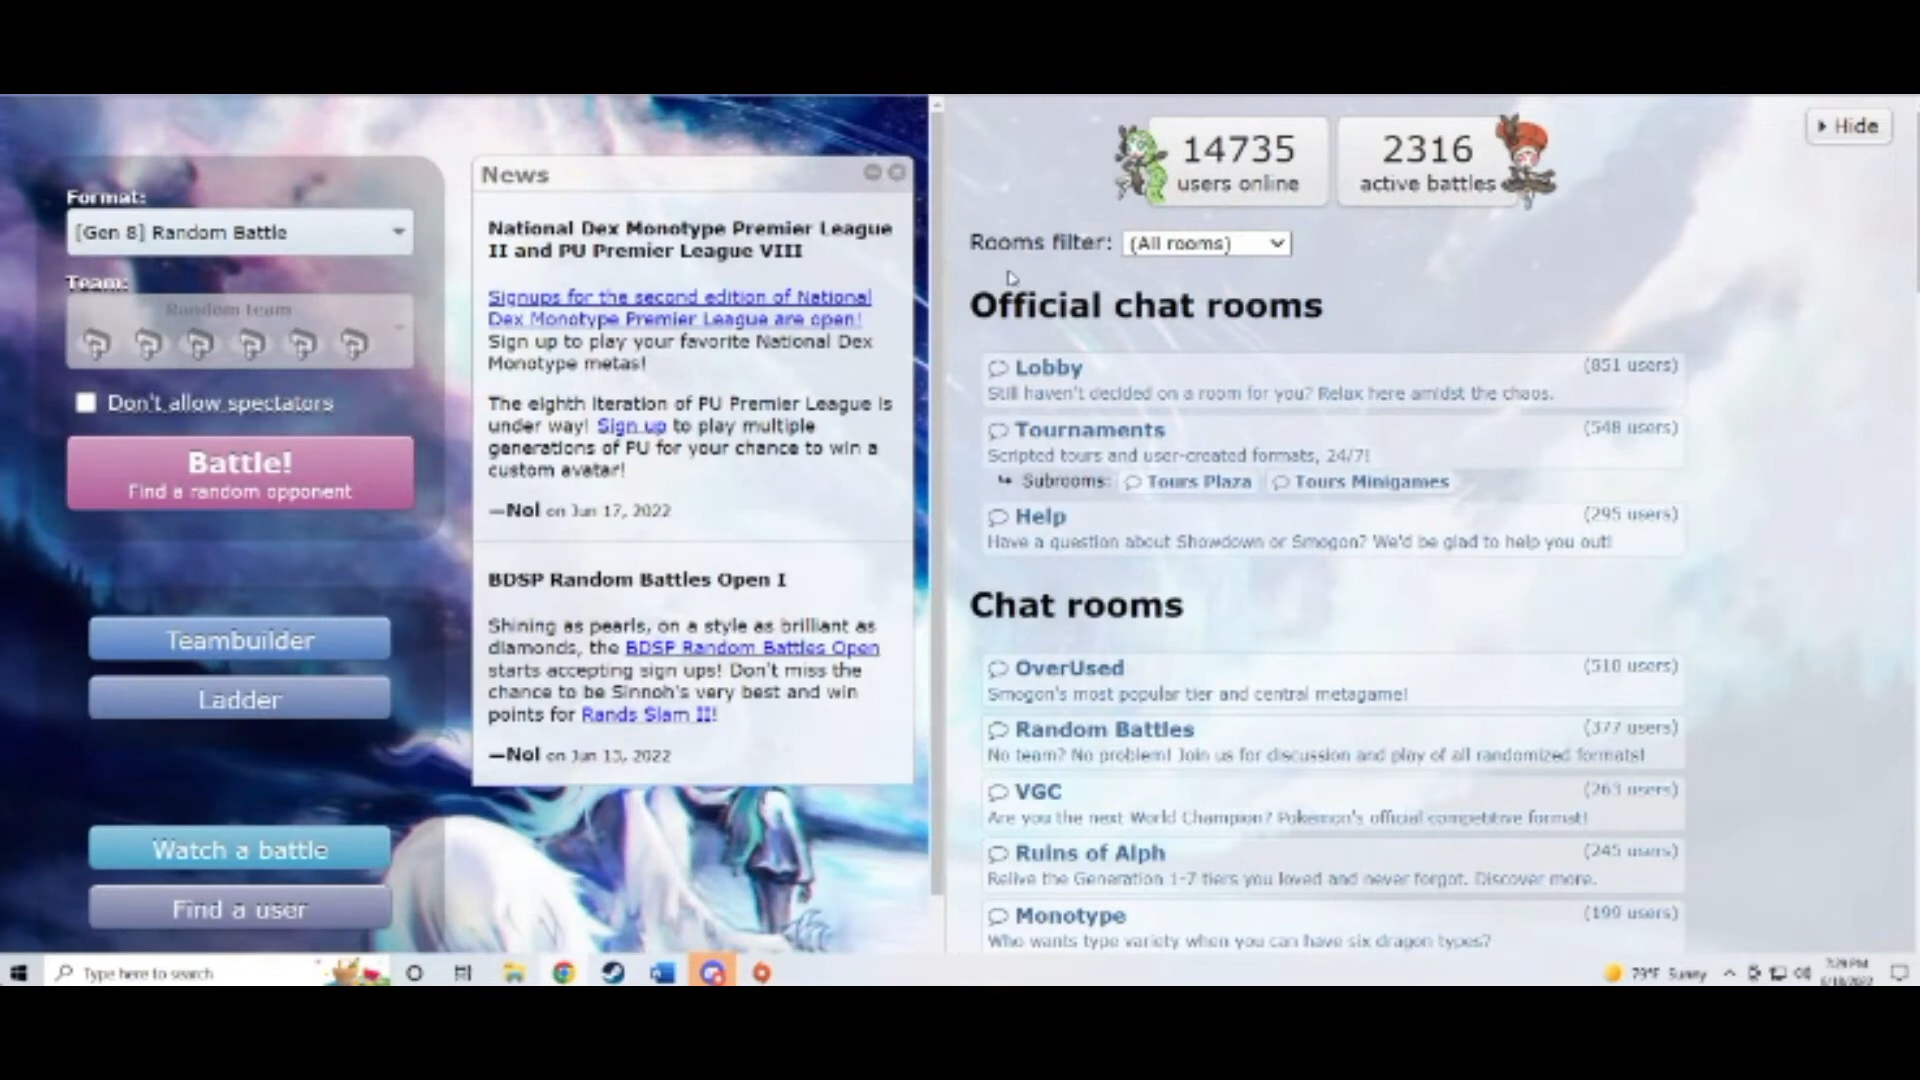 Format:
[Gen 8] Random Battle
Team:
Random team
Don't allow spectators
Battle!
Find a random opponent
Teambuilder
Ladder
Watch a battle
Find a user
News
National Dex Monotype Premier League
II and PU Premier League VIII
Signups for the second edition of National
Dex Monotype Premier League are open!
Sign up to play your favorite National Dex
Monotype metas!
The eighth iteration of PU Premier League is
under way! Sign up to play multiple
generations of PU for your chance to win a
custom avatar!
—Nol on Jun 17, 2022
BDSP Random Battles Open I
Shining as pearls, on a style as brilliant as
diamonds, the BDSP Random Battles Open
starts accepting sign ups! Don't miss the
chance to be Sinnoh's very best and win
points for Rands Slam II!
—Nol on Jun 13, 2022
14735
users online
2316
active battles
Hide
Rooms filter: (All rooms)
Official chat rooms
Lobby (851 users)
Still haven't decided on a room for you? Relax here amidst the chaos.
Tournaments (548 users)
Scripted tours and user-created formats, 24/7!
Subrooms: Tours Plaza Tours Minigames
Help (295 users)
Have a question about Showdown or Smogon? We'd be glad to help you out!
Chat rooms
OverUsed (510 users)
Smogon's most popular tier and central metagame!
Random Battles (377 users)
No team? No problem! Join us for discussion and play of all randomized formats!
VGC (263 users)
Are you the next World Champion? Pokemon's official competitive format!
Ruins of Alph (245 users)
Relive the Generation 1-7 tiers you loved and never forgot. Discover more.
Monotype (199 users)
Who wants type variety when you can have six dragon types?
Type here to search
79°F Sunny